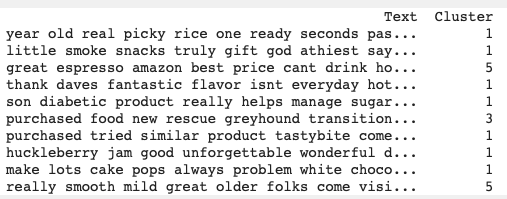 Text Cluster
year old real picky rice one ready seconds pas... 1
little smoke snacks truly gift god athiest say... 1
great espresso amazon best price cant drink ho... 5
thank daves fantastic flavor isnt everyday hot... 1
son diabetic product really helps manage sugar... 1
purchased food new rescue greyhound transition... 3
purchased tried similar product tastybite come... 1
huckleberry jam good unforgettable wonderful d... 1
make lots cake pops always problem white choco... 1
really smooth mild great older folks come visi... 5